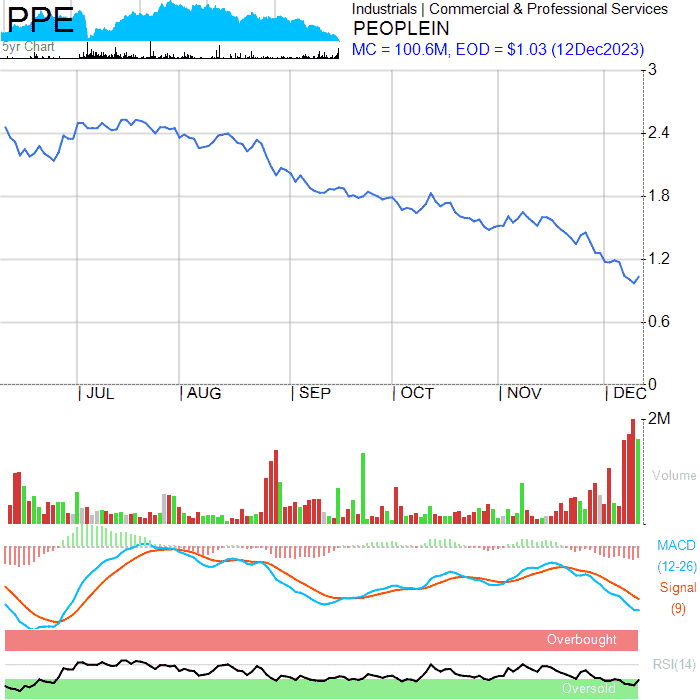 PPE
5yr Chart
Industrials | Commercial & Professional Services
PEOPLEIN
MC = 100.6M, EOD = $1.03 (12Dec2023)
3
2.4
1.8
1.2
0.6
0
| JUL | AUG | SEP | OCT | NOV | DEC
2M
Volume
MACD
(12-26)
Signal
(9)
Overbought
RSI(14)
Oversold